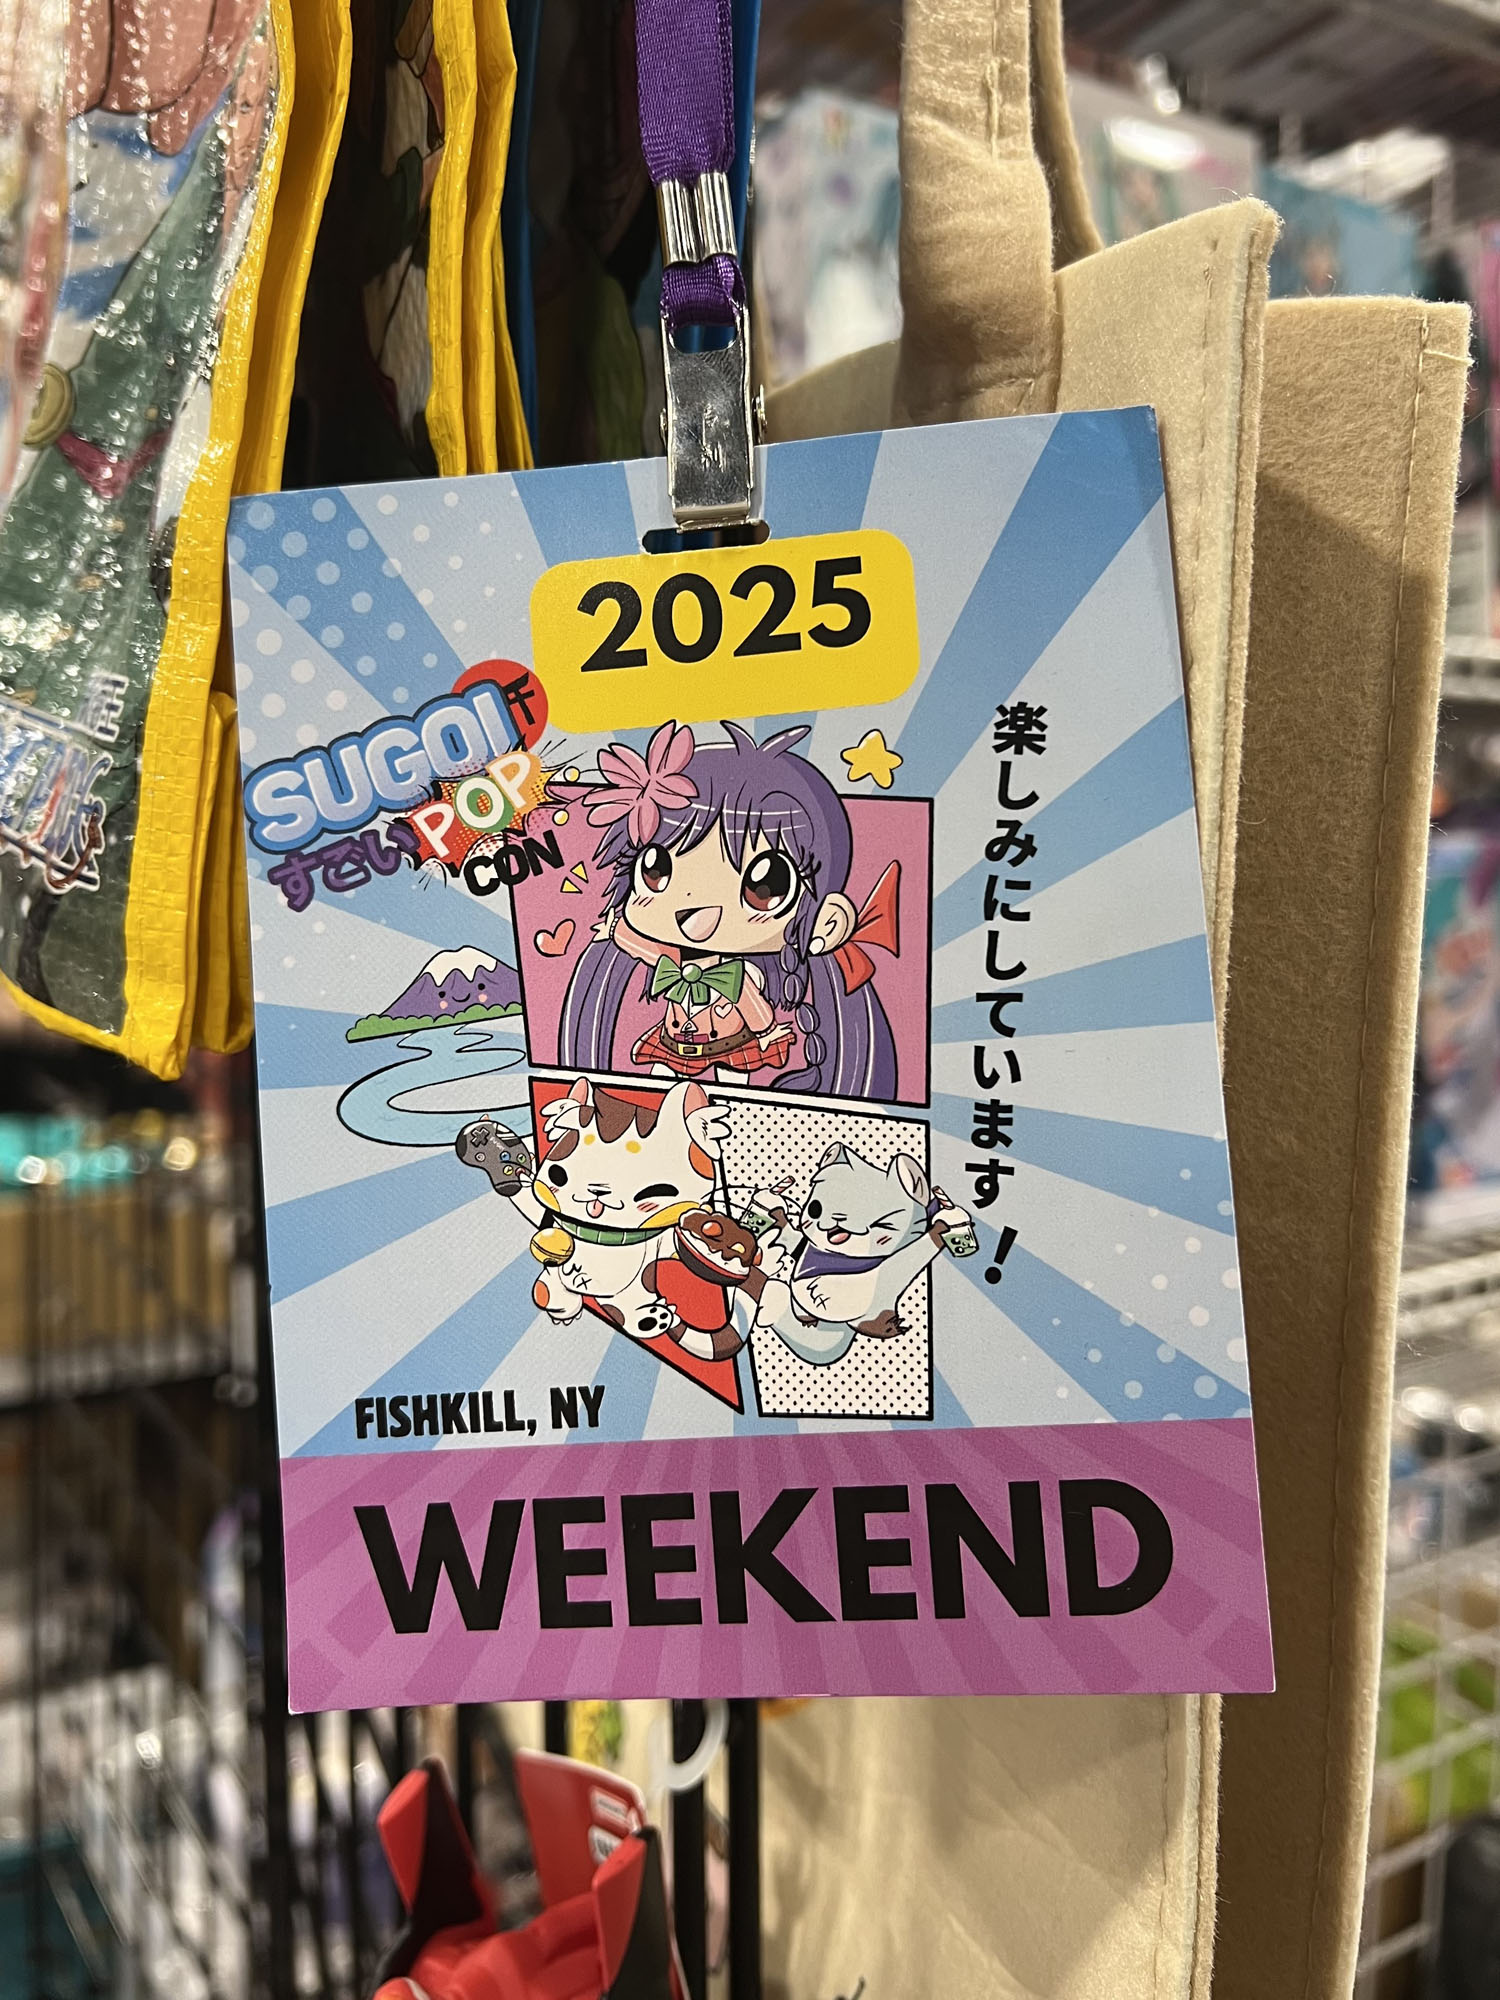 2025
SUGOI
すごい POP
CON
楽しみにしています！
FISHKILL, NY
WEEKEND